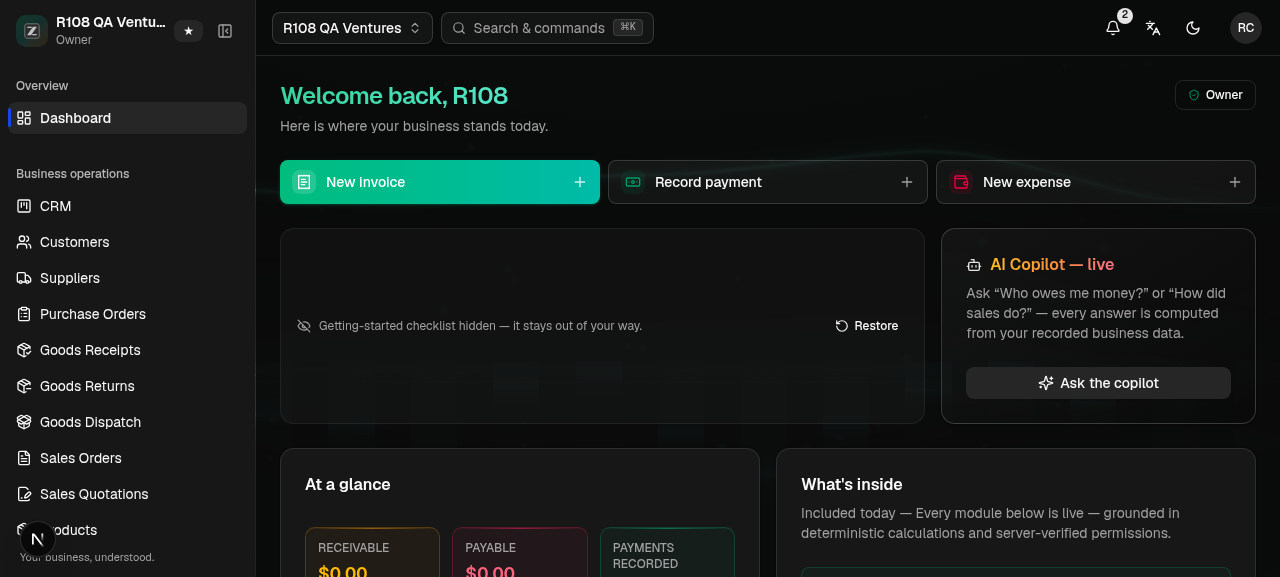 R108 QA Ventu...
Owner
Overview
Dashboard
Business operations
CRM
Customers
Suppliers
Purchase Orders
Goods Receipts
Goods Returns
Goods Dispatch
Sales Orders
Sales Quotations
Your business, understood.
R108 QA Ventures
Search & commands
⌘K
2
RC
Welcome back, R108
Here is where your business stands today.
Owner
New invoice
Record payment
New expense
Getting-started checklist hidden — it stays out of your way.
Restore
AI Copilot — live
Ask “Who owes me money?” or “How did
sales do?” — every answer is computed
from your recorded business data.
Ask the copilot
At a glance
RECEIVABLE
$0.00
PAYABLE
$0.00
PAYMENTS
RECORDED
What's inside
Included today — Every module below is live — grounded in
deterministic calculations and server-verified permissions.